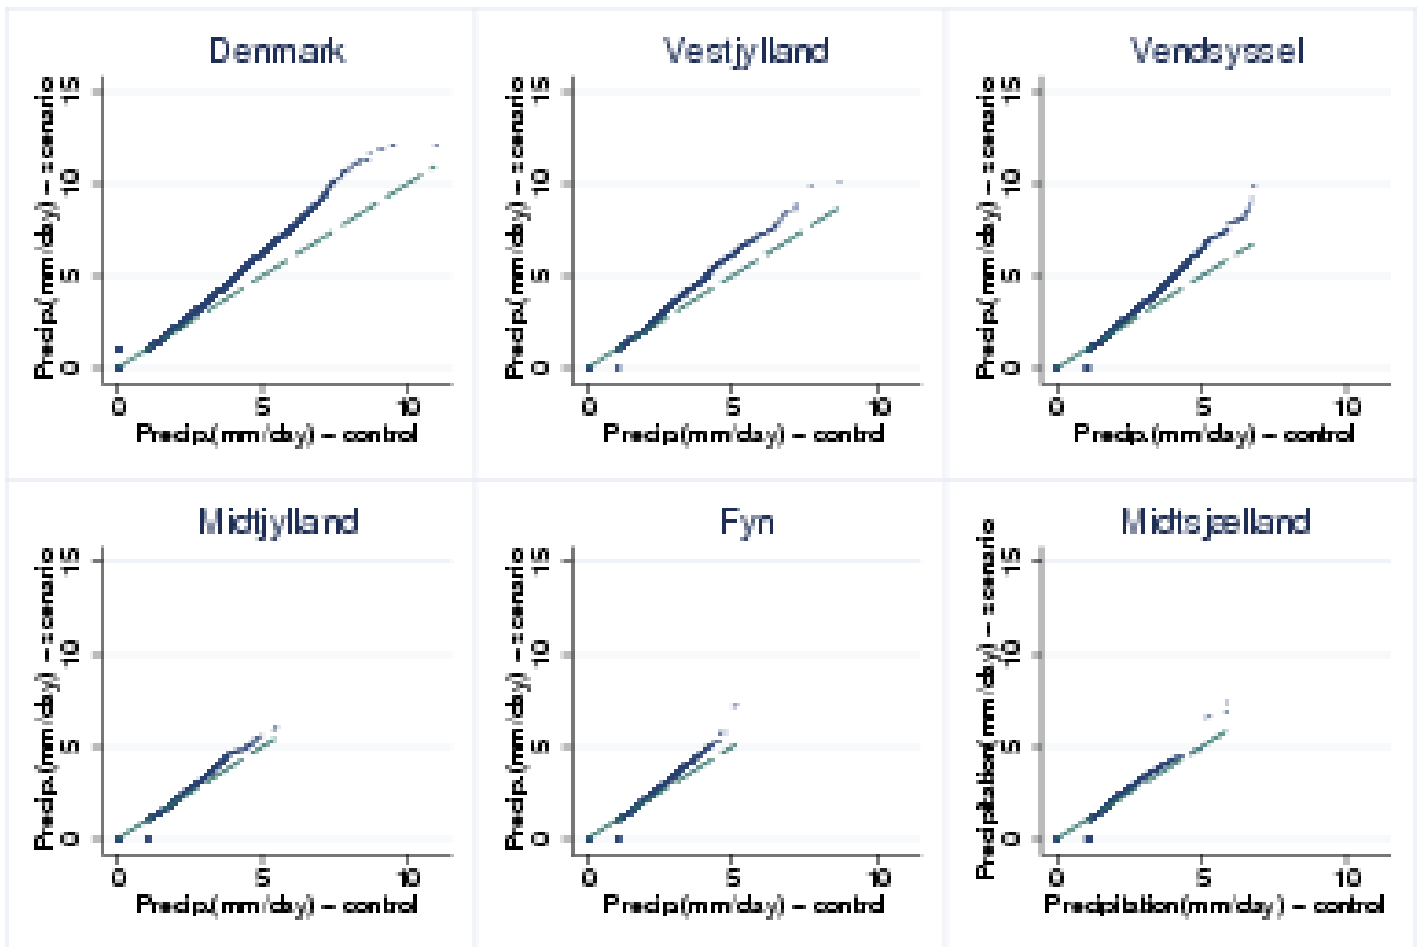 Denmark
Precip.(mm/day) – scenario
15
10
5
0
0 5 10
Precip.(mm/day) – control
Vestjylland
Precip.(mm/day) – scenario
15
10
5
0
0 5 10
Precip.(mm/day) – control
Vendsyssel
Precip.(mm/day) – scenario
15
10
5
0
0 5 10
Precip.(mm/day) – control
Midtjylland
Precip.(mm/day) – scenario
15
10
5
0
0 5 10
Precip.(mm/day) – control
Fyn
Precip.(mm/day) – scenario
15
10
5
0
0 5 10
Precip.(mm/day) – control
Midtsjælland
Precipitation(mm/day) – scenario
15
10
5
0
0 5 10
Precipitation(mm/day) – control